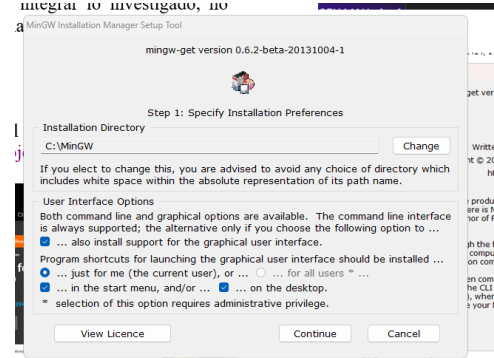 integral lo investigado, no
MinGW Installation Manager Setup Tool
mingw-get version 0.6.2-beta-20131004-1
Step 1: Specify Installation Preferences
Installation Directory
C:\MinGW
Change
If you elect to change this, you are advised to avoid any choice of directory which
includes white space within the absolute representation of its path name.
User Interface Options
Both command line and graphical options are available. The command line interface
is always supported; the alternative only if you choose the following option to ...
... also install support for the graphical user interface.
Program shortcuts for launching the graphical user interface should be installed ...
... just for me (the current user), or ... ... for all users * ...
... in the start menu, and/or ... ... on the desktop.
* selection of this option requires administrative privilege.
View Licence Continue Cancel